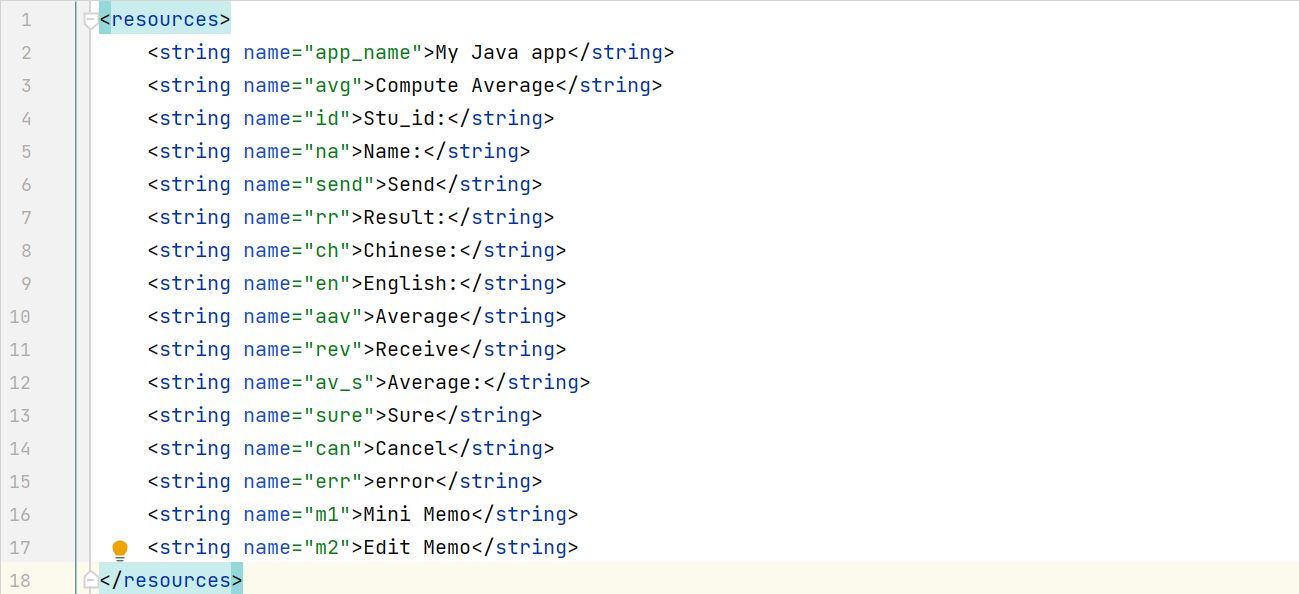 1 <resources>
2 <string name="app_name">My Java app</string>
3 <string name="avg">Compute Average</string>
4 <string name="id">Stu_id:</string>
5 <string name="na">Name:</string>
6 <string name="send">Send</string>
7 <string name="rr">Result:</string>
8 <string name="ch">Chinese:</string>
9 <string name="en">English:</string>
10 <string name="aav">Average</string>
11 <string name="rev">Receive</string>
12 <string name="av_s">Average:</string>
13 <string name="sure">Sure</string>
14 <string name="can">Cancel</string>
15 <string name="err">error</string>
16 <string name="m1">Mini Memo</string>
17 <string name="m2">Edit Memo</string>
18 </resources>